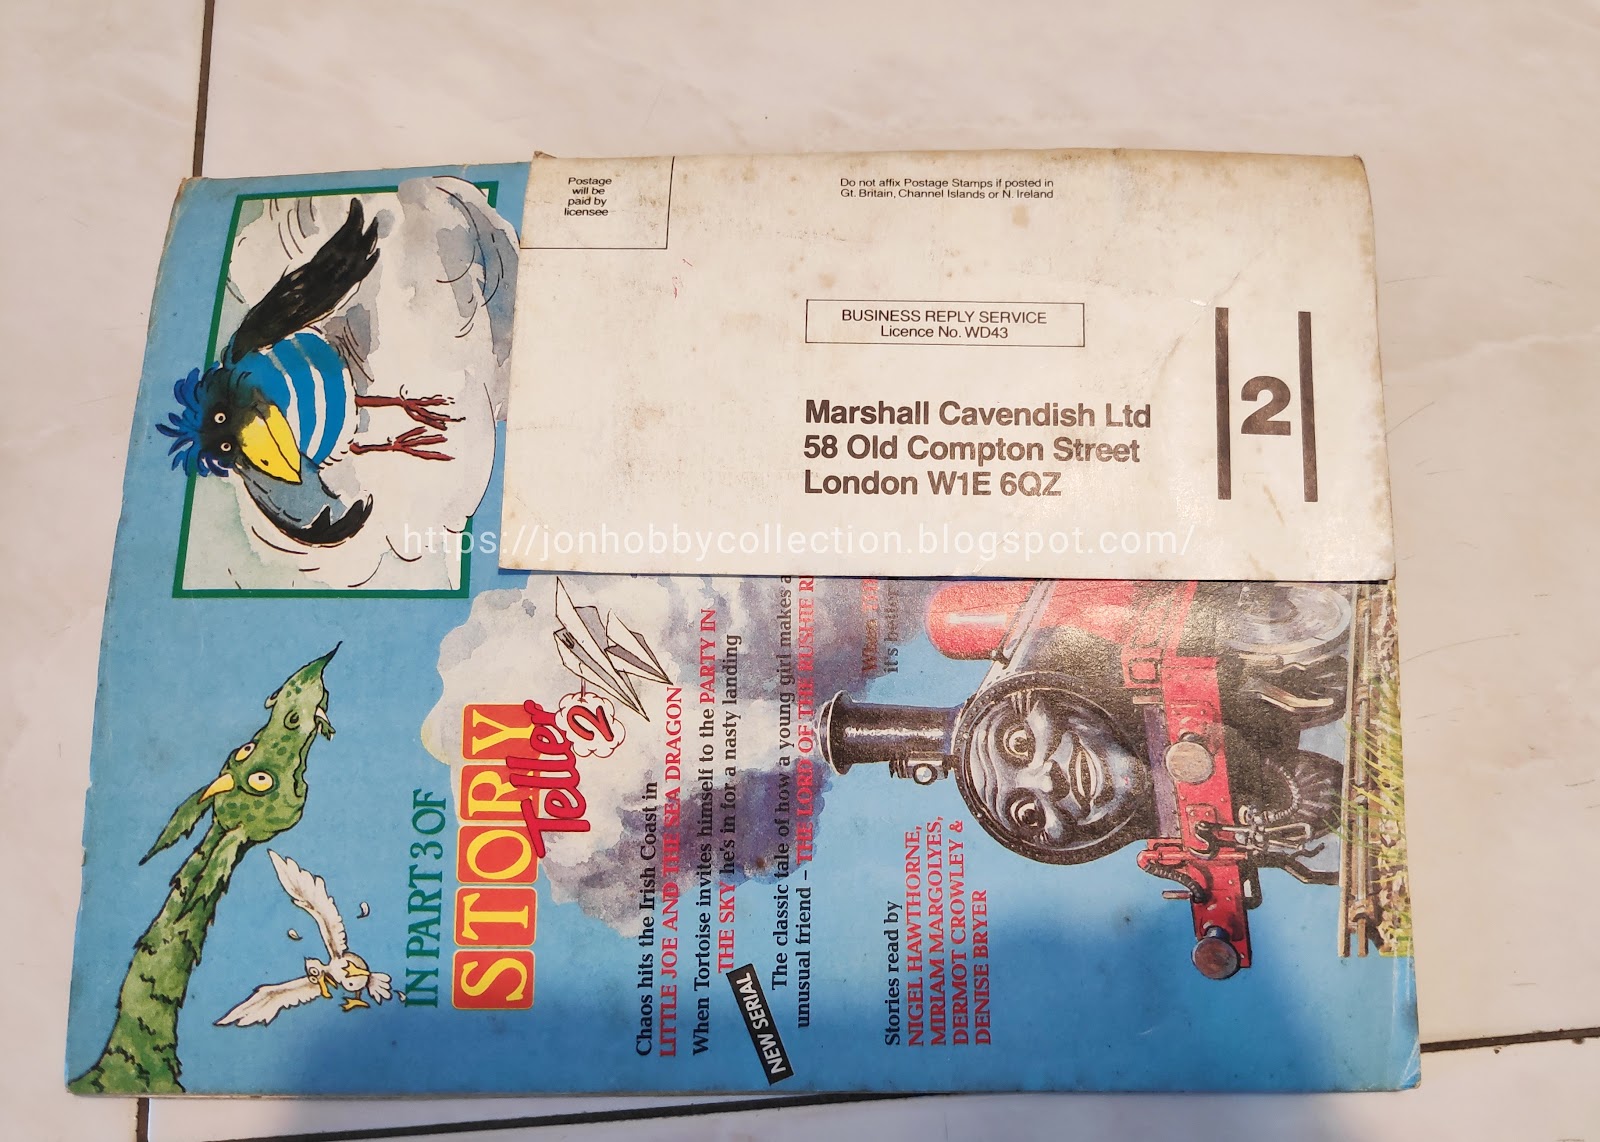 Postage
will be
paid by
licensee
Do not affix Postage Stamps if posted in
Gt. Britain, Channel Islands or N. Ireland
BUSINESS REPLY SERVICE
Licence No. WD43
2
Marshall Cavendish Ltd
58 Old Compton Street
London W1E 6QZ
https://jonhobbycollection.blogspot.com/
IN PART 3 OF
STORY
Teller
2
Chaos hits the Irish Coast in
LITTLE JOE AND THE SEA DRAGON
When Tortoise invites himself to the PARTY IN
THE SKY he's in for a nasty landing
NEW SERIAL
The classic tale of how a young girl makes a
unusual friend – THE LORD OF THE RUSHIE
When
it's better
Stories read by
NIGEL HAWTHORNE,
MIRIAM MARGOLYES,
DERMOT CROWLEY &
DENISE BRYER